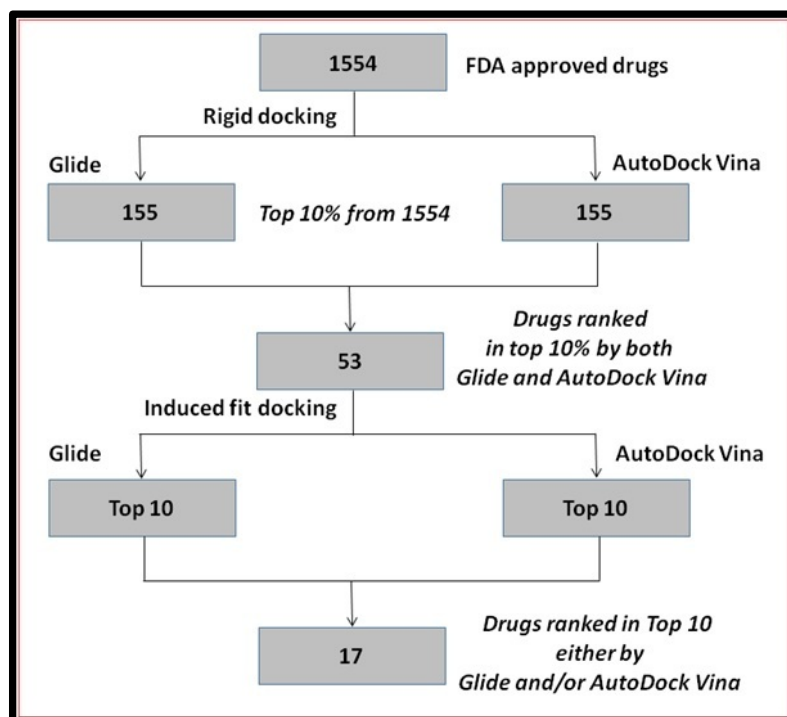 1554
FDA approved drugs
Rigid docking
Glide
AutoDock Vina
155
Top 10% from 1554
155
53
Drugs ranked
in top 10% by both
Glide and AutoDock Vina
Induced fit docking
Glide
AutoDock Vina
Top 10
Top 10
17
Drugs ranked in Top 10
either by
Glide and/or AutoDock Vina